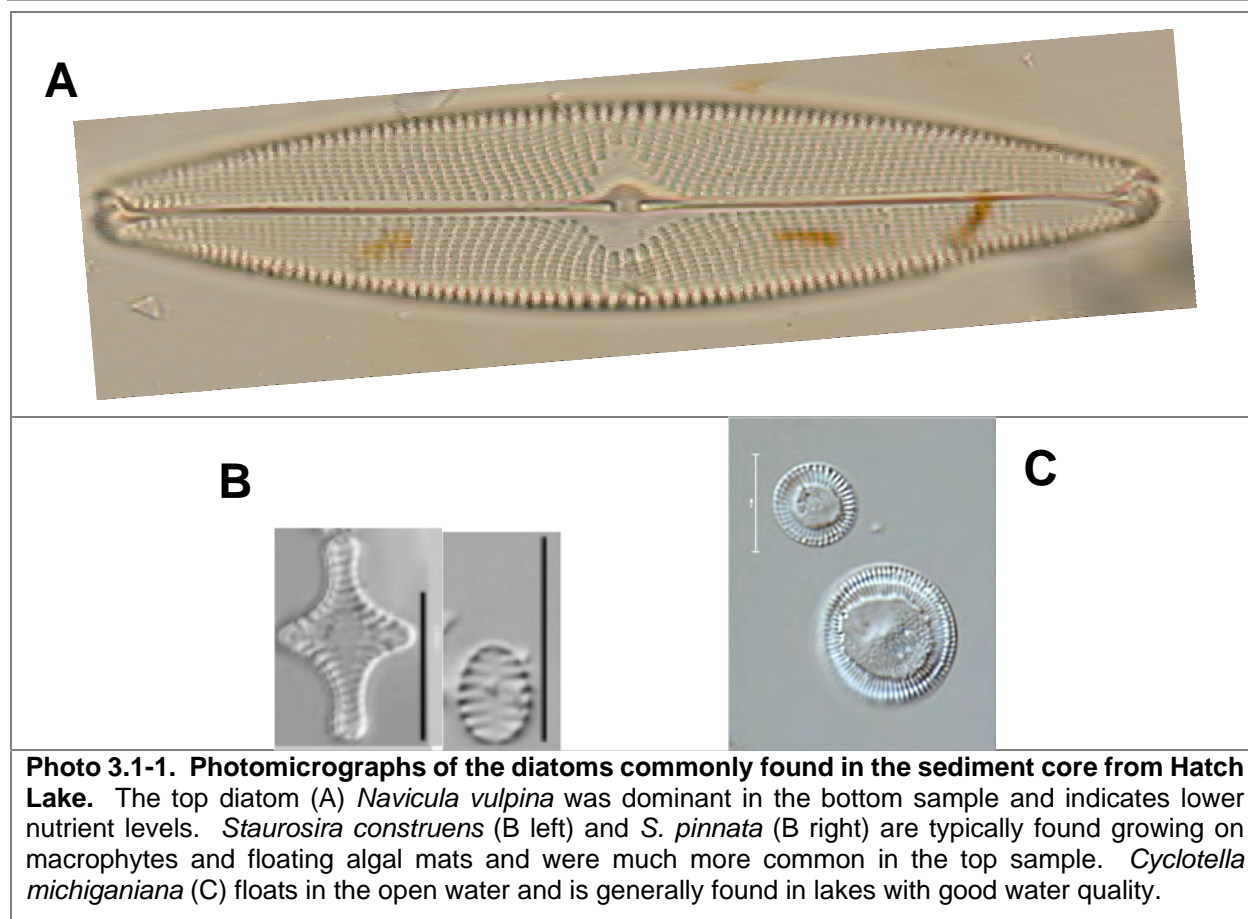 A
B
C
Photo 3.1-1. Photomicrographs of the diatoms commonly found in the sediment core from Hatch
Lake. The top diatom (A) Navicula vulpina was dominant in the bottom sample and indicates lower
nutrient levels. Staurosira construens (B left) and S. pinnata (B right) are typically found growing on
macrophytes and floating algal mats and were much more common in the top sample. Cyclotella
michiganiana (C) floats in the open water and is generally found in lakes with good water quality.